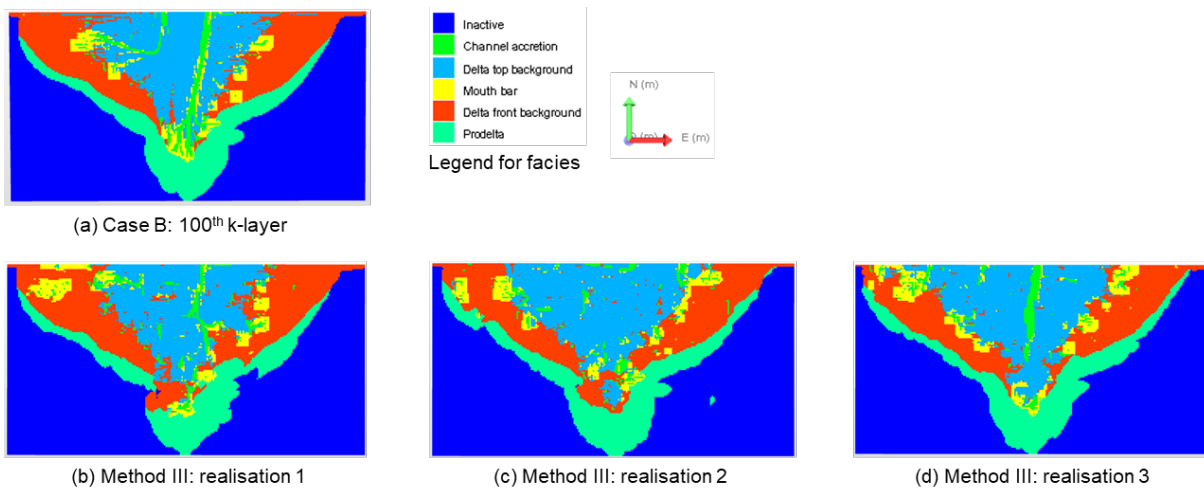 Inactive
Channel accretion
Delta top background
Mouth bar
Delta front background
Prodelta
Legend for facies
N (m)
(m)
E (m)
(a) Case B: 100th k-layer
(b) Method III: realisation 1
(c) Method III: realisation 2
(d) Method III: realisation 3